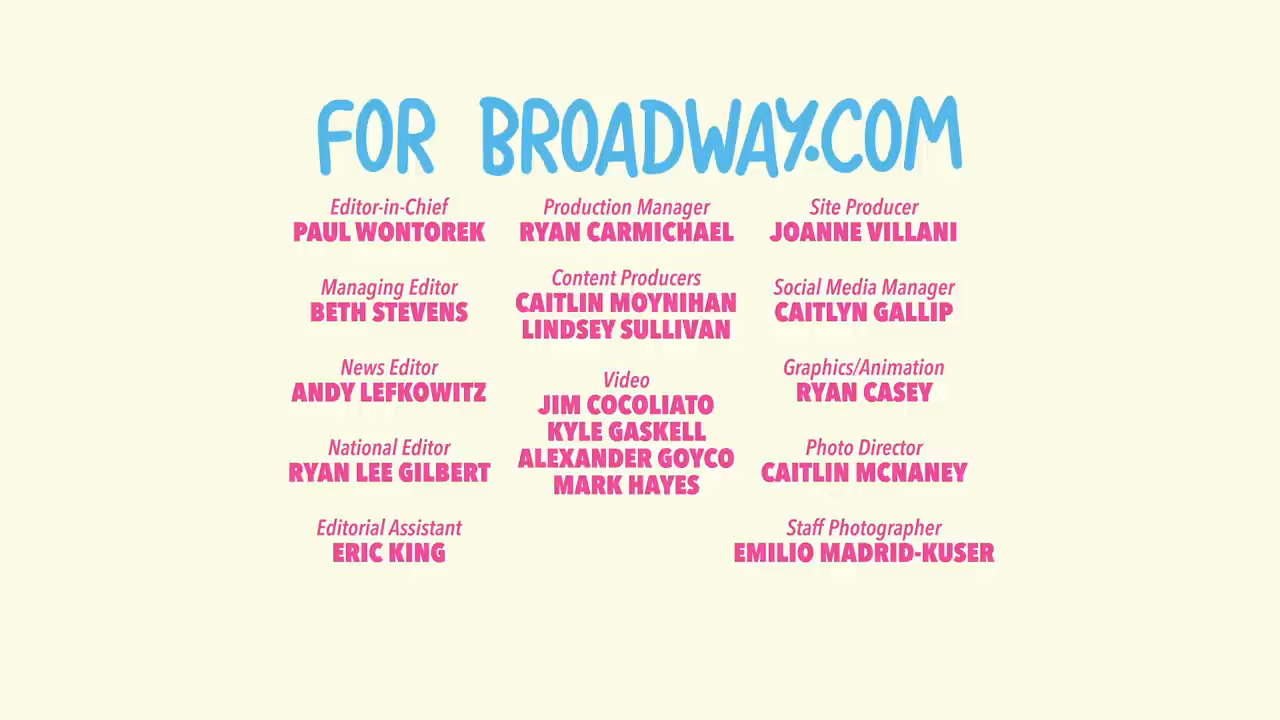 FOR BROADWAY.COM
Editor-in-Chief
PAUL WONTOREK
Managing Editor
BETH STEVENS
News Editor
ANDY LEFKOWITZ
National Editor
RYAN LEE GILBERT
Editorial Assistant
ERIC KING
Production Manager
RYAN CARMICHAEL
Content Producers
CAITLIN MOYNIHAN
LINDSEY SULLIVAN
Video
JIM COCOLIATO
KYLE GASKELL
ALEXANDER GOYCO
MARK HAYES
Site Producer
JOANNE VILLANI
Social Media Manager
CAITLYN GALLIP
Graphics/Animation
RYAN CASEY
Photo Director
CAITLIN MCNANEY
Staff Photographer
EMILIO MADRID-KUSER